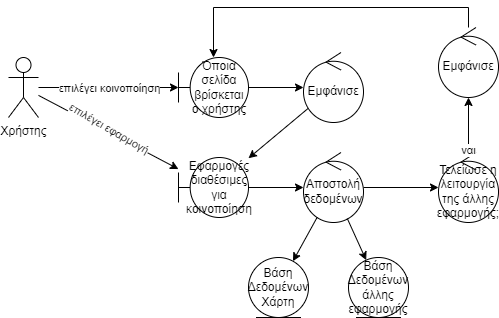 Όποια
σελίδα
βρίσκεται
ο χρήστης
Εμφάνισε
Εμφάνισε
επιλέγει κοινοποίηση
Χρήστης
επιλέγει εφαρμογή
ναι
Εφαρμογές
διαθέσιμες
για
κοινοποίηση
Αποστολή
δεδομένων
Τελείωσε η
λειτουργία
της άλλης
εφαρμογής;
Βάση
Δεδομένων
Χάρτη
Βάση
Δεδομένων
άλλης
εφαρμογής